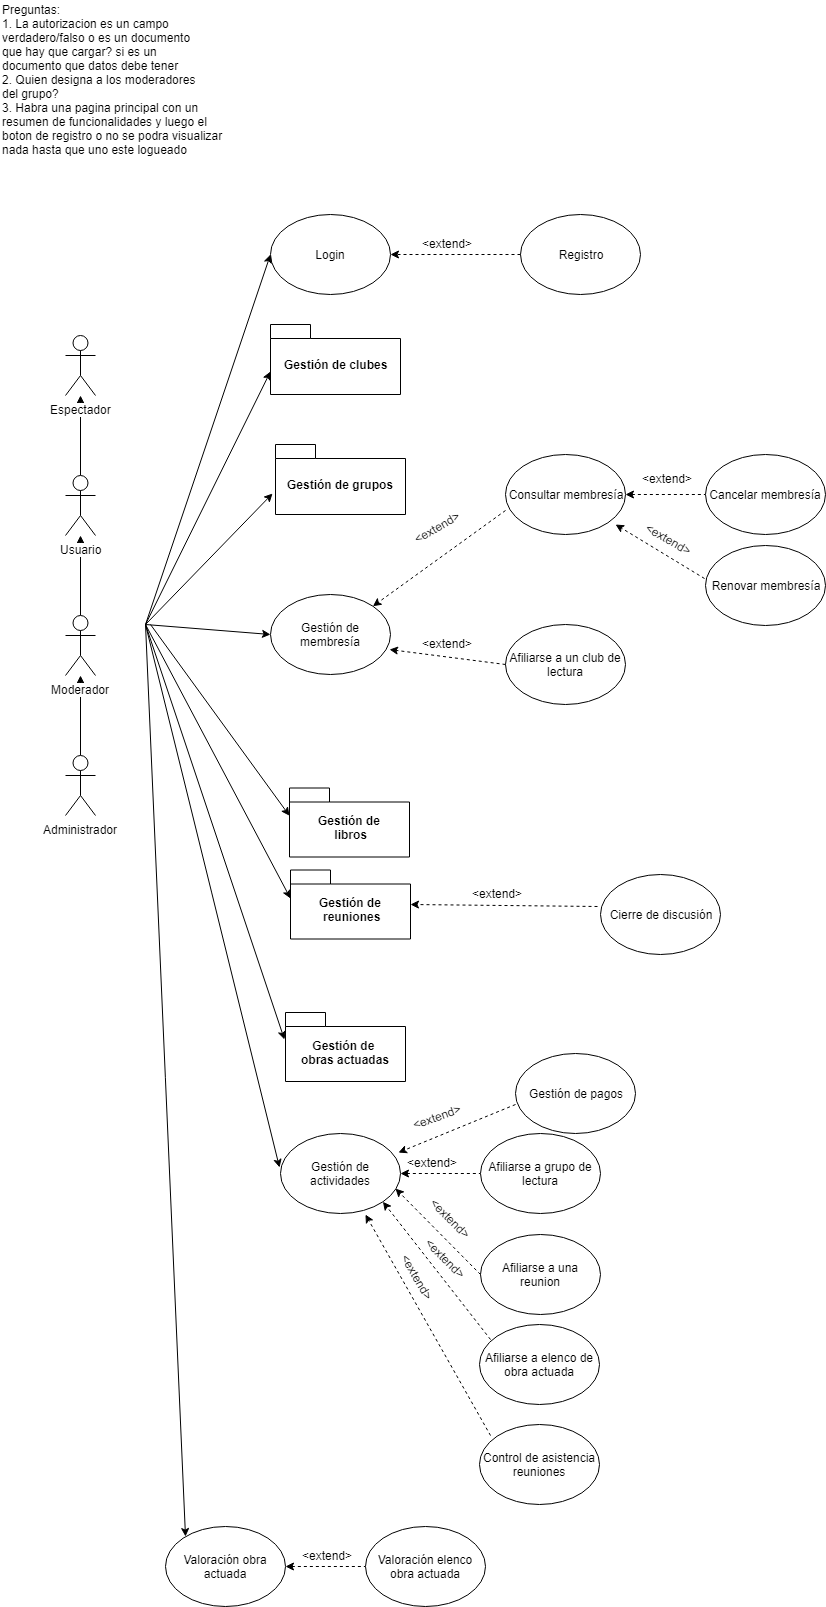 Preguntas:
1. La autorizacion es un campo
verdadero/falso o es un documento
que hay que cargar? si es un
documento que datos debe tener
2. Quien designa a los moderadores
del grupo?
3. Habra una pagina principal con un
resumen de funcionalidades y luego el
boton de registro o no se podra visualizar
nada hasta que uno este logueado
Login
<extend>
Registro
Gestión de clubes
Espectador
Gestión de grupos
Consultar membresía
<extend>
Cancelar membresía
<extend>
<extend>
Usuario
Renovar membresía
Gestión de
membresía
<extend>
Afiliarse a un club de
lectura
Moderador
Administrador
Gestión de
libros
Gestión de
reuniones
<extend>
Cierre de discusión
Gestión de
obras actuadas
Gestión de pagos
<extend>
Gestión de
actividades
<extend>
Afiliarse a grupo de
lectura
<extend>
<extend>
<extend>
Afiliarse a una
reunion
Afiliarse a elenco de
obra actuada
Control de asistencia
reuniones
Valoración obra
actuada
<extend>
Valoración elenco
obra actuada